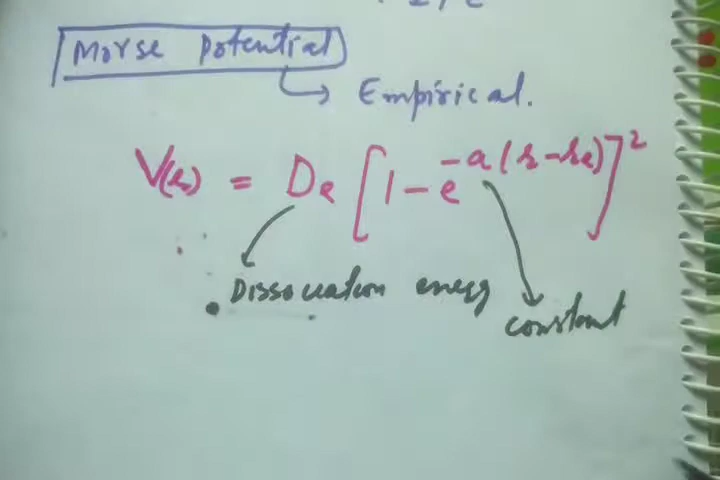 Morse Potential
Empirical.
V(r) = De [1 - e^-a(r-re)]^2
Dissociation energy
constant